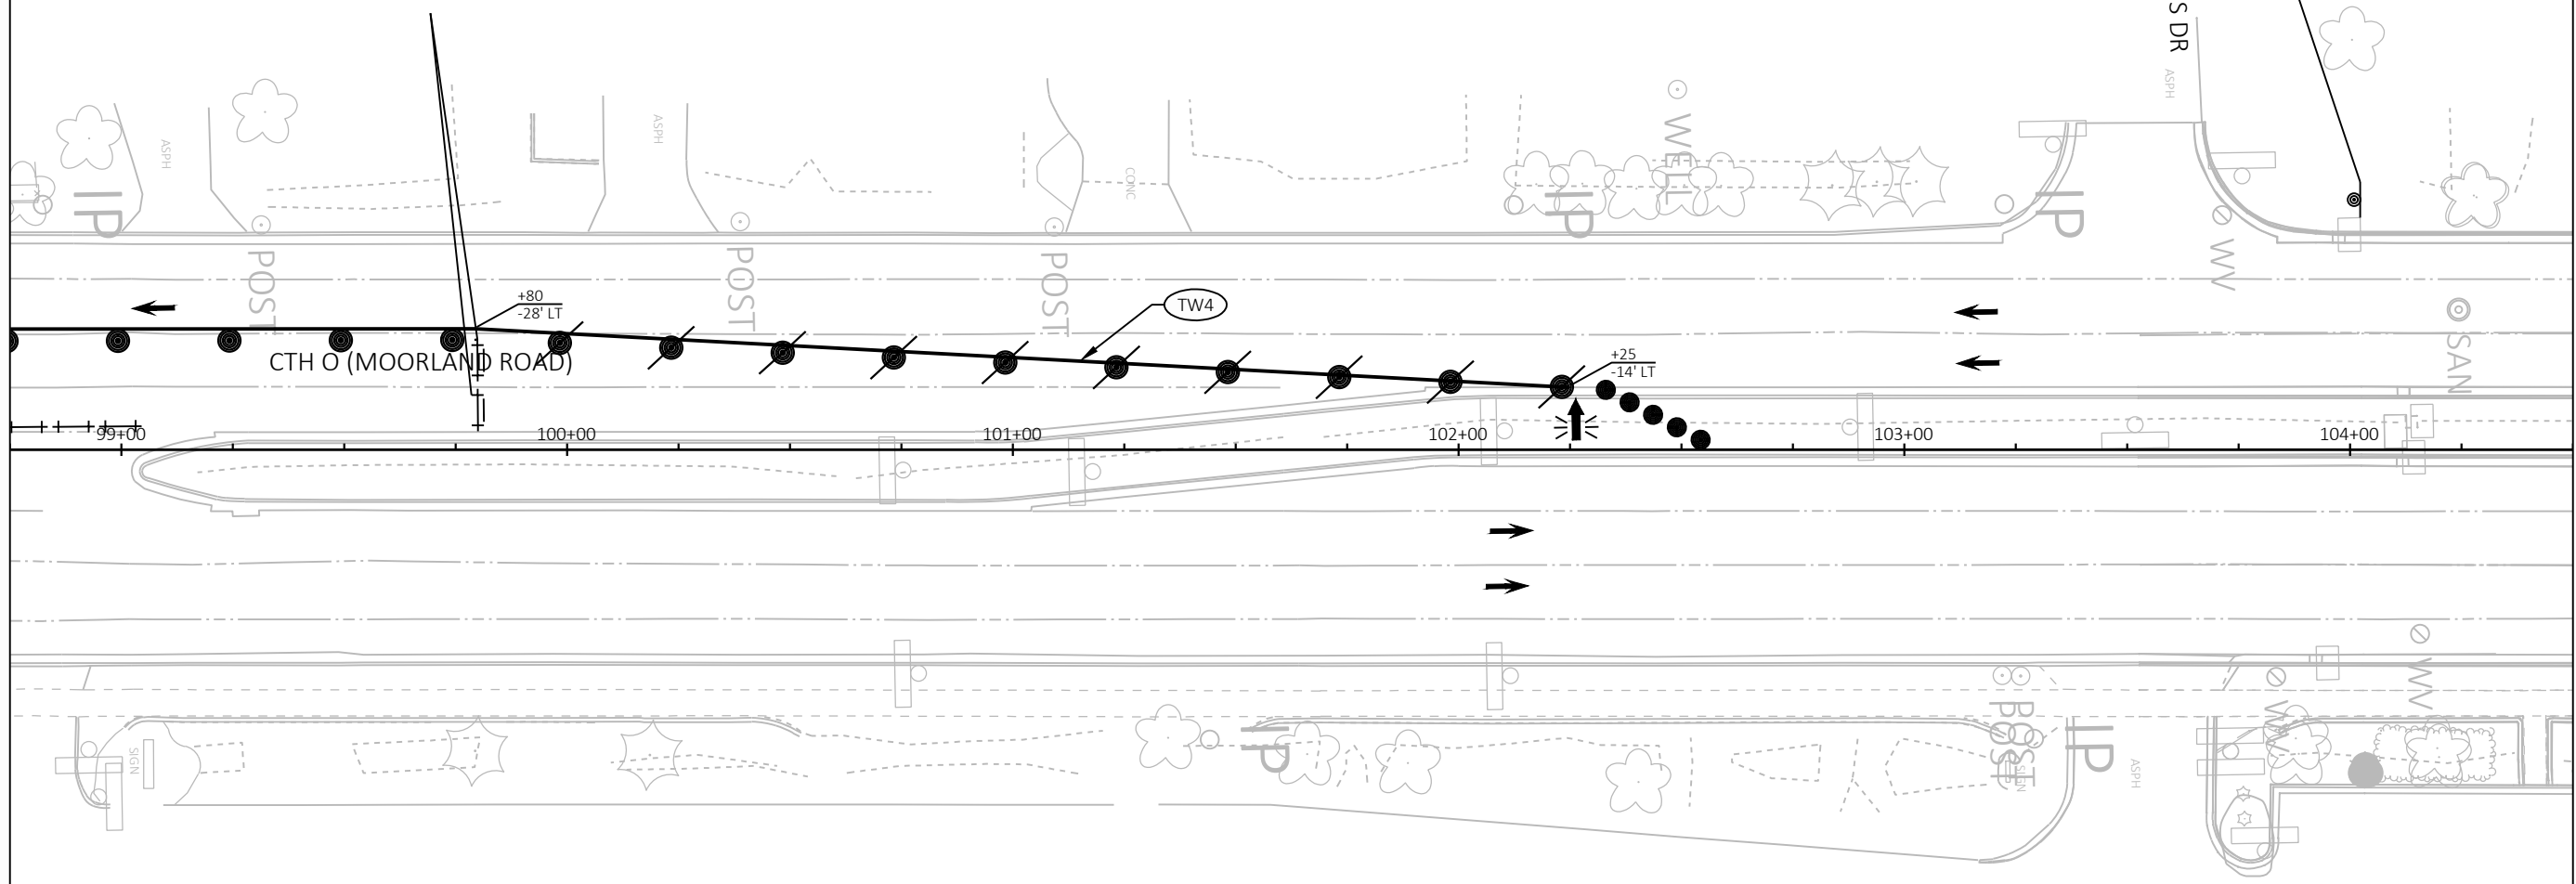 S DR
ASPH
WELL
ASPH
ASPH
CONC
IP
IP
IP
POST
POST
POST
WV
+80
-28' LT
TW4
SAN
CTH O (MOORLAND ROAD)
+25
-14' LT
99+00
100+00
101+00
102+00
103+00
104+00
WV
WV
POST
POST
IP
IP
SIGN
SIGN
ASPH